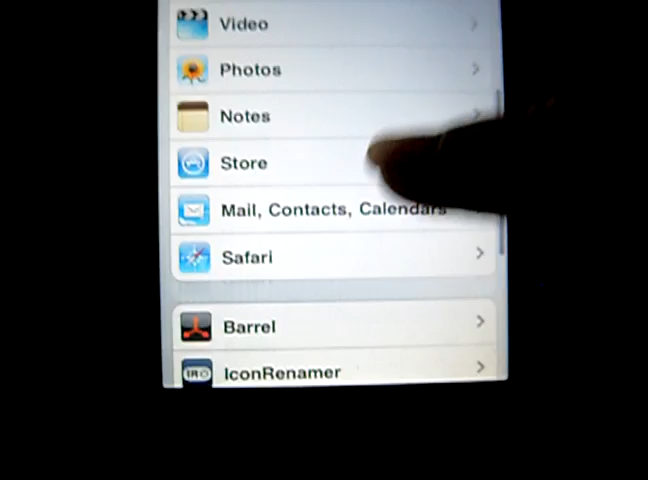 Video
Photos
Notes
Store
Mail, Contacts, Calendars
Safari
Barrel
IconRenamer